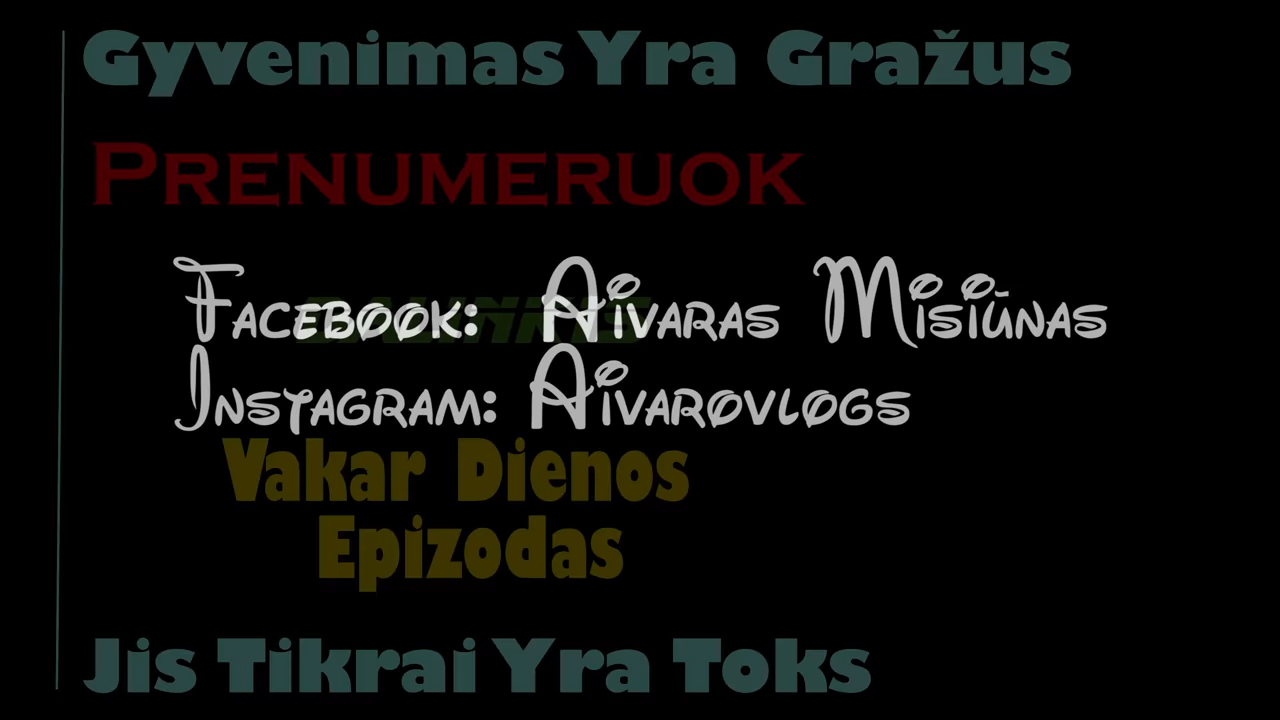 Gyvenimas Yra Gražus
PRENUMERUOK
FACEBOOK: AIVARAS MISIŪNAS
INSTAGRAM: AIVAROVLOGS
Vakar Dienos
Epizodas
Jis Tikrai Yra Toks